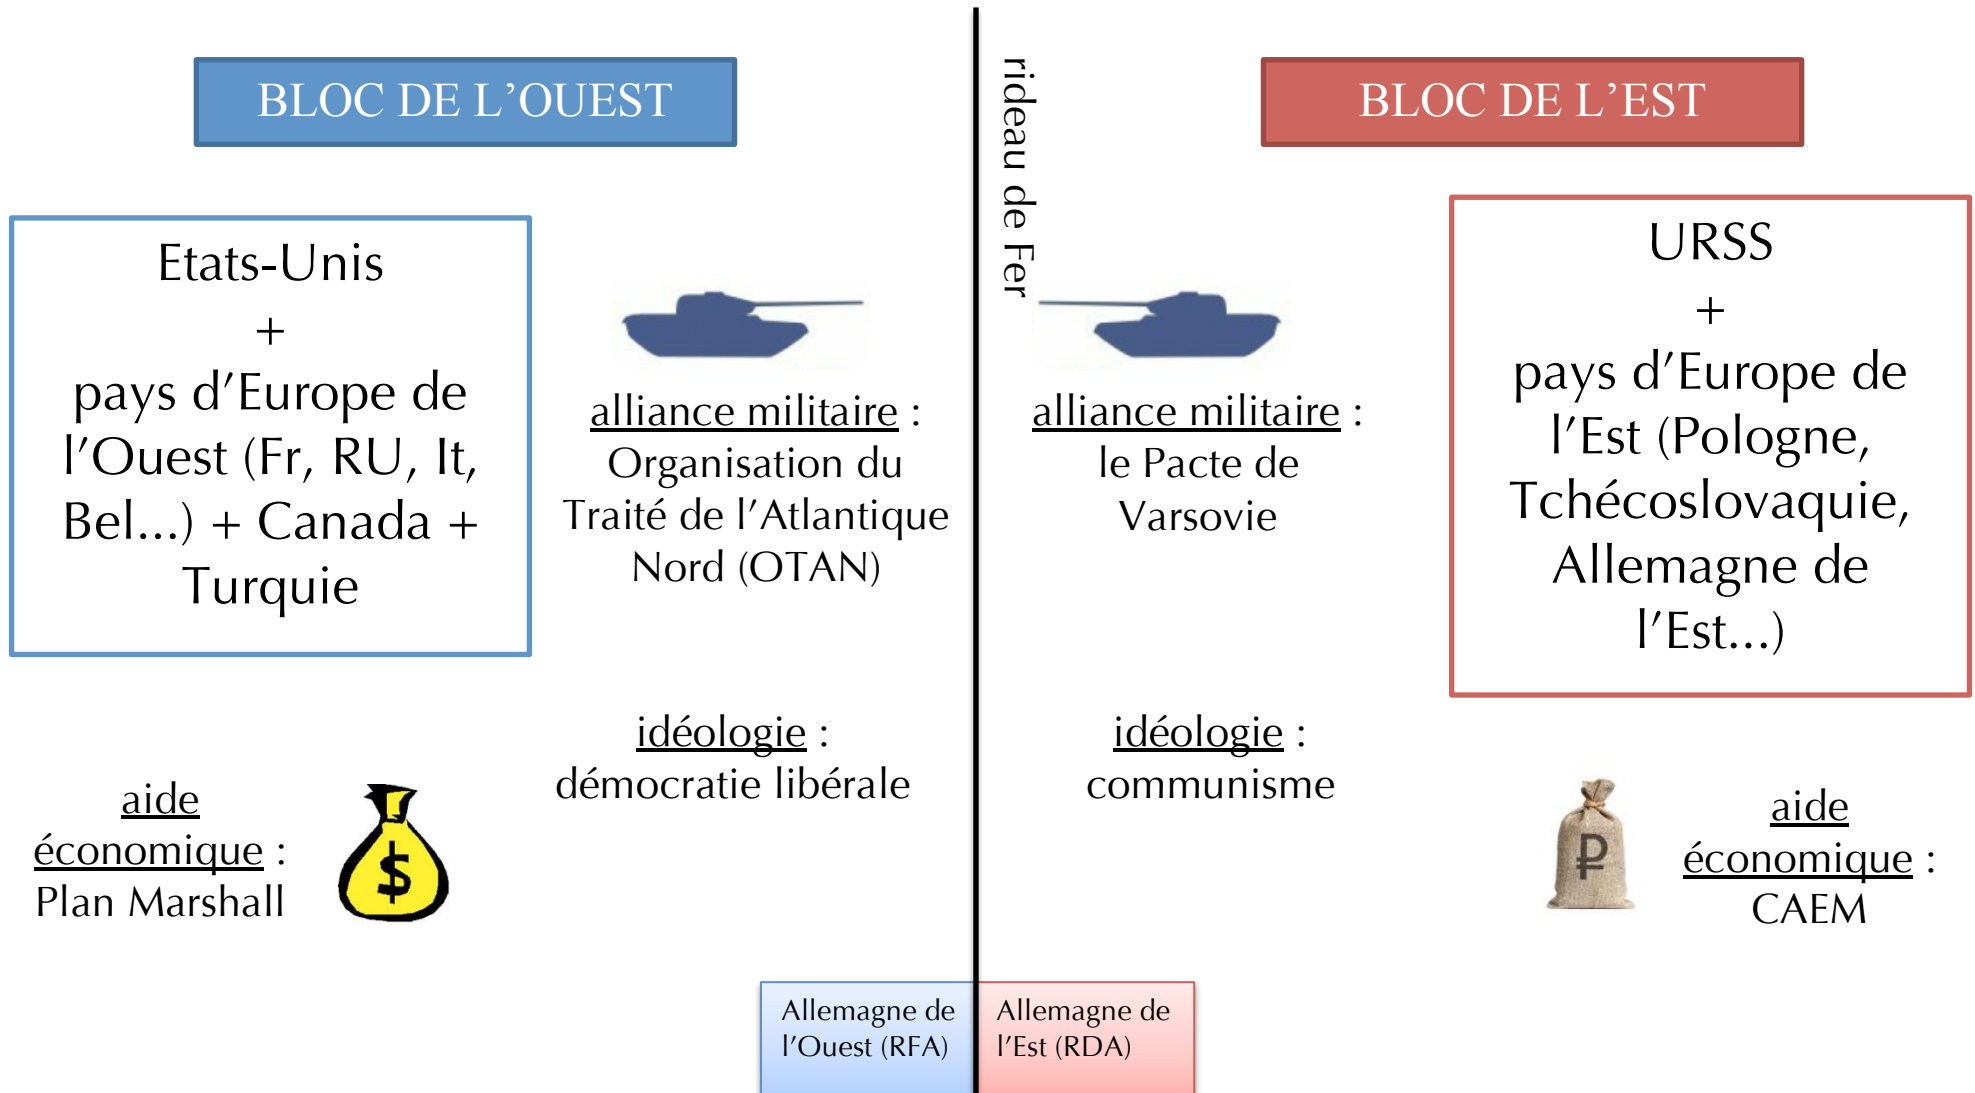 BLOC DE L’OUEST
Etats-Unis
+
pays d’Europe de
l’Ouest (Fr, RU, It,
Bel...) + Canada +
Turquie
alliance militaire :
Organisation du
Traité de l’Atlantique
Nord (OTAN)
idéologie :
démocratie libérale
aide
économique :
Plan Marshall
$
rideau de Fer
BLOC DE L’EST
alliance militaire :
le Pacte de
Varsovie
URSS
+
pays d’Europe de
l’Est (Pologne,
Tchécoslovaquie,
Allemagne de
l’Est...)
idéologie :
communisme
₽
aide
économique :
CAEM
Allemagne de
l’Ouest (RFA)
Allemagne de
l’Est (RDA)